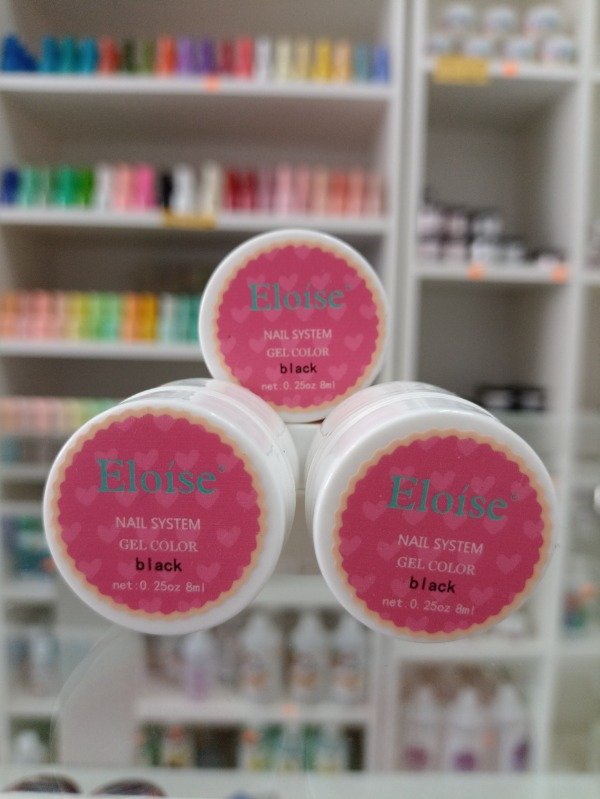 Eloise
NAIL SYSTEM
GEL COLOR
black
net:0.25oz 8ml
Eloise
NAIL SYSTEM
GEL COLOR
black
net:0.25oz 8ml
Eloise
NAIL SYSTEM
GEL COLOR
black
net:0.25oz 8ml